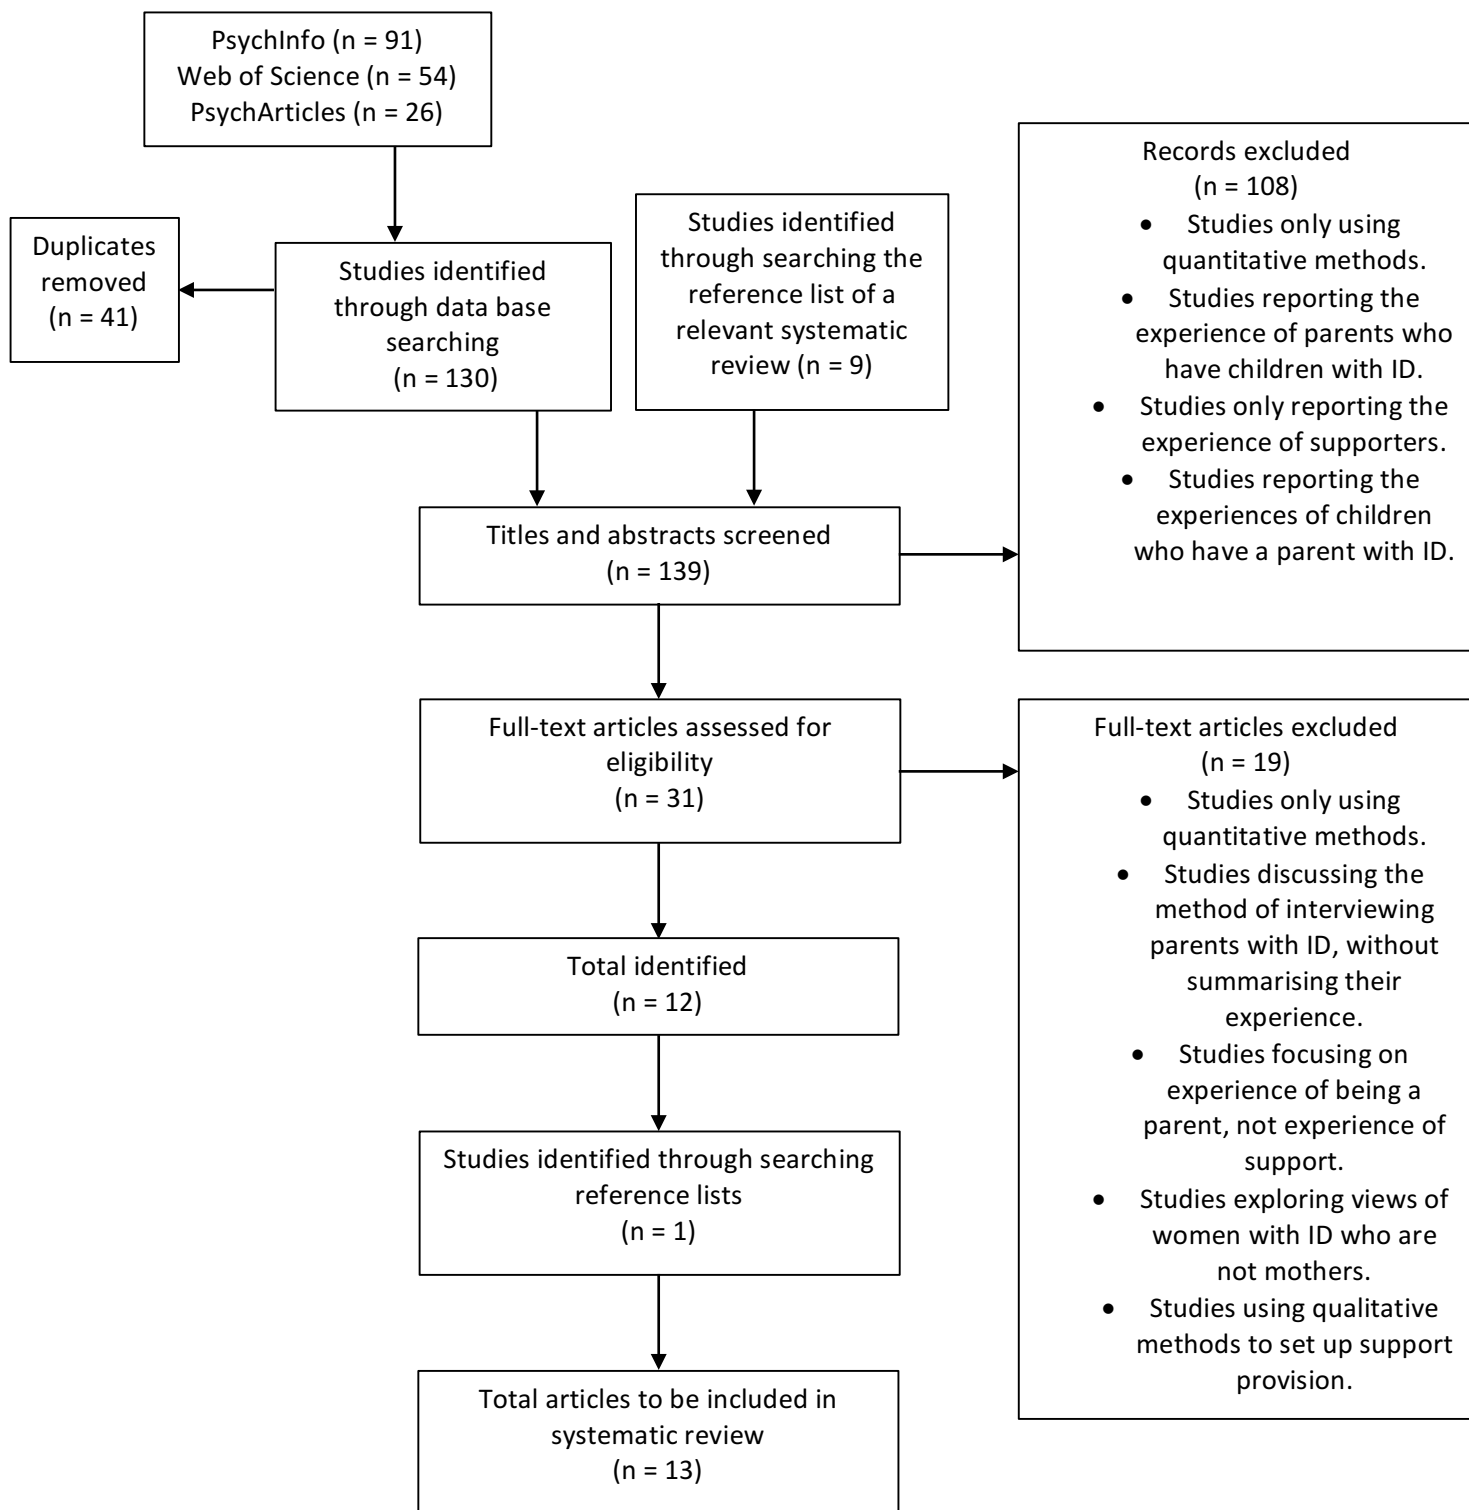 PsychInfo (n = 91)
Web of Science (n = 54)
PsychArticles (n = 26)
Duplicates
removed
(n = 41)
Studies identified
through data base
searching
(n = 130)
Studies identified
through searching the
reference list of a
relevant systematic
review (n = 9)
Records excluded
(n = 108)
• Studies only using
quantitative methods.
• Studies reporting the
experience of parents who
have children with ID.
• Studies only reporting the
experience of supporters.
• Studies reporting the
experiences of children
who have a parent with ID.
Titles and abstracts screened
(n = 139)
Full-text articles assessed for
eligibility
(n = 31)
Full-text articles excluded
(n = 19)
• Studies only using
quantitative methods.
• Studies discussing the
method of interviewing
parents with ID, without
summarising their
experience.
• Studies focusing on
experience of being a
parent, not experience of
support.
• Studies exploring views of
women with ID who are
not mothers.
• Studies using qualitative
methods to set up support
provision.
Total identified
(n = 12)
Studies identified through searching
reference lists
(n = 1)
Total articles to be included in
systematic review
(n = 13)